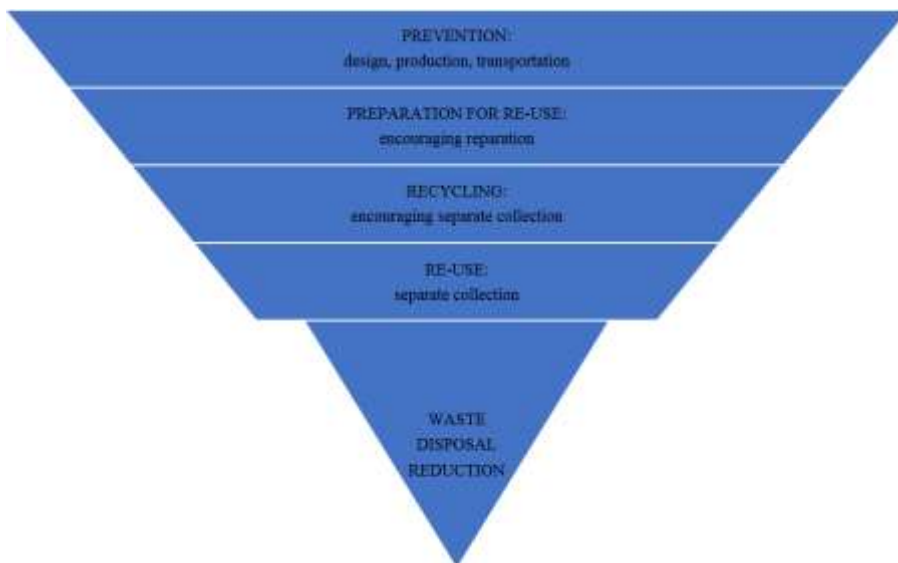 PREVENTION:
design, production, transportation
PREPARATION FOR RE-USE:
encouraging reparation
RECYCLING:
encouraging separate collection
RE-USE:
separate collection
WASTE
DISPOSAL
REDUCTION